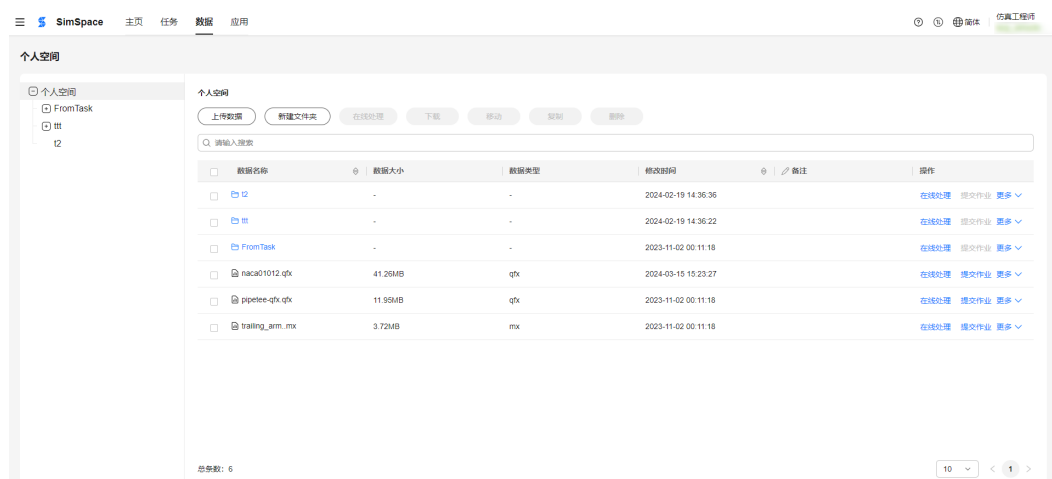 SimSpace 主页 任务 数据 应用 简体 仿真工程师
个人空间
个人空间
FromTask
ttt
t2
个人空间
上传数据 新建文件夹 在线处理 下载 移动 复制 删除
请输入搜索
数据名称 数据大小 数据类型 修改时间 备注 操作
t2 - - 2024-02-19 14:36:36 在线处理 提交作业 更多
ttt - - 2024-02-19 14:36:22 在线处理 提交作业 更多
FromTask - - 2023-11-02 00:11:18 在线处理 提交作业 更多
naca01012.qfx 41.26MB qfx 2024-03-15 15:23:27 在线处理 提交作业 更多
pipetee-qfx.qfx 11.95MB qfx 2023-11-02 00:11:18 在线处理 提交作业 更多
trailing_arm..mx 3.72MB mx 2023-11-02 00:11:18 在线处理 提交作业 更多
总条数: 6 10 < 1 >